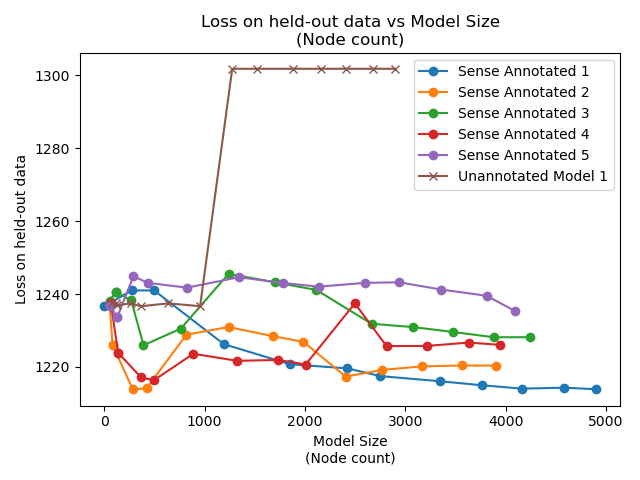 Loss on held-out data vs Model Size
(Node count)
Loss on held-out data
1300
1280
1260
1240
1220
Sense Annotated 1
Sense Annotated 2
Sense Annotated 3
Sense Annotated 4
Sense Annotated 5
Unannotated Model 1
0 1000 2000 3000 4000 5000
Model Size
(Node count)